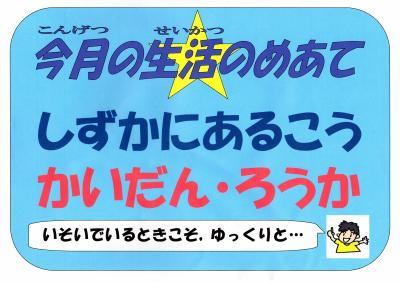 こんげつ せいかつ
今月の生活のめあて
しずかにあるこう
かいだん・ろうか
いそいでいるときこそ,ゆっくりと…